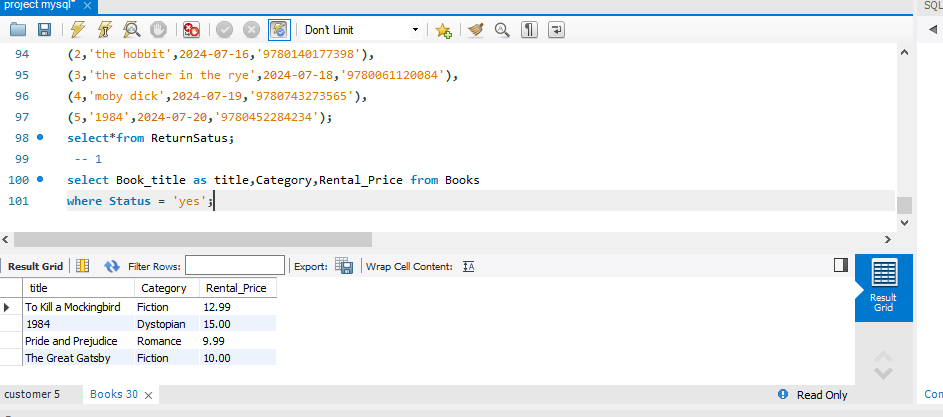 project mysql*
SQL
Don't Limit
94 (2,'the hobbit',2024-07-16,'9780140177398'),
95 (3,'the catcher in the rye',2024-07-18,'9780061120084'),
96 (4,'moby dick',2024-07-19,'9780743273565'),
97 (5,'1984',2024-07-20,'9780452284234');
98 select*from ReturnSatus;
99 -- 1
100 select Book_title as title,Category,Rental_Price from Books
101 where Status = 'yes';
Result Grid Filter Rows: Export: Wrap Cell Content:
title Category Rental_Price
To Kill a Mockingbird Fiction 12.99
1984 Dystopian 15.00
Pride and Prejudice Romance 9.99
The Great Gatsby Fiction 10.00
Result
Grid
customer 5 Books 30 Read Only
Con